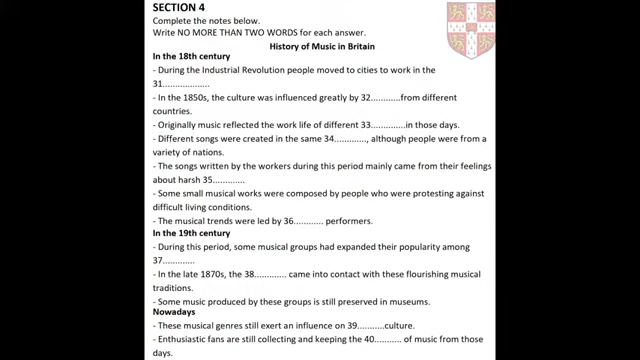 SECTION 4
Complete the notes below.
Write NO MORE THAN TWO WORDS for each answer.
History of Music in Britain
In the 18th century
- During the Industrial Revolution people moved to cities to work in the
31...................
- In the 1850s, the culture was influenced greatly by 32............from different
countries.
- Originally music reflected the work life of different 33..............in those days.
- Different songs were created in the same 34............., although people were from a
variety of nations.
- The songs written by the workers during this period mainly came from their feelings
about harsh 35.............
- Some small musical works were composed by people who were protesting against
difficult living conditions.
- The musical trends were led by 36............ performers.
In the 19th century
- During this period, some musical groups had expanded their popularity among
37.............
- In the late 1870s, the 38............. came into contact with these flourishing musical
traditions.
- Some music produced by these groups is still preserved in museums.
Nowadays
- These musical genres still exert an influence on 39...........culture.
- Enthusiastic fans are still collecting and keeping the 40............ of music from those
days.